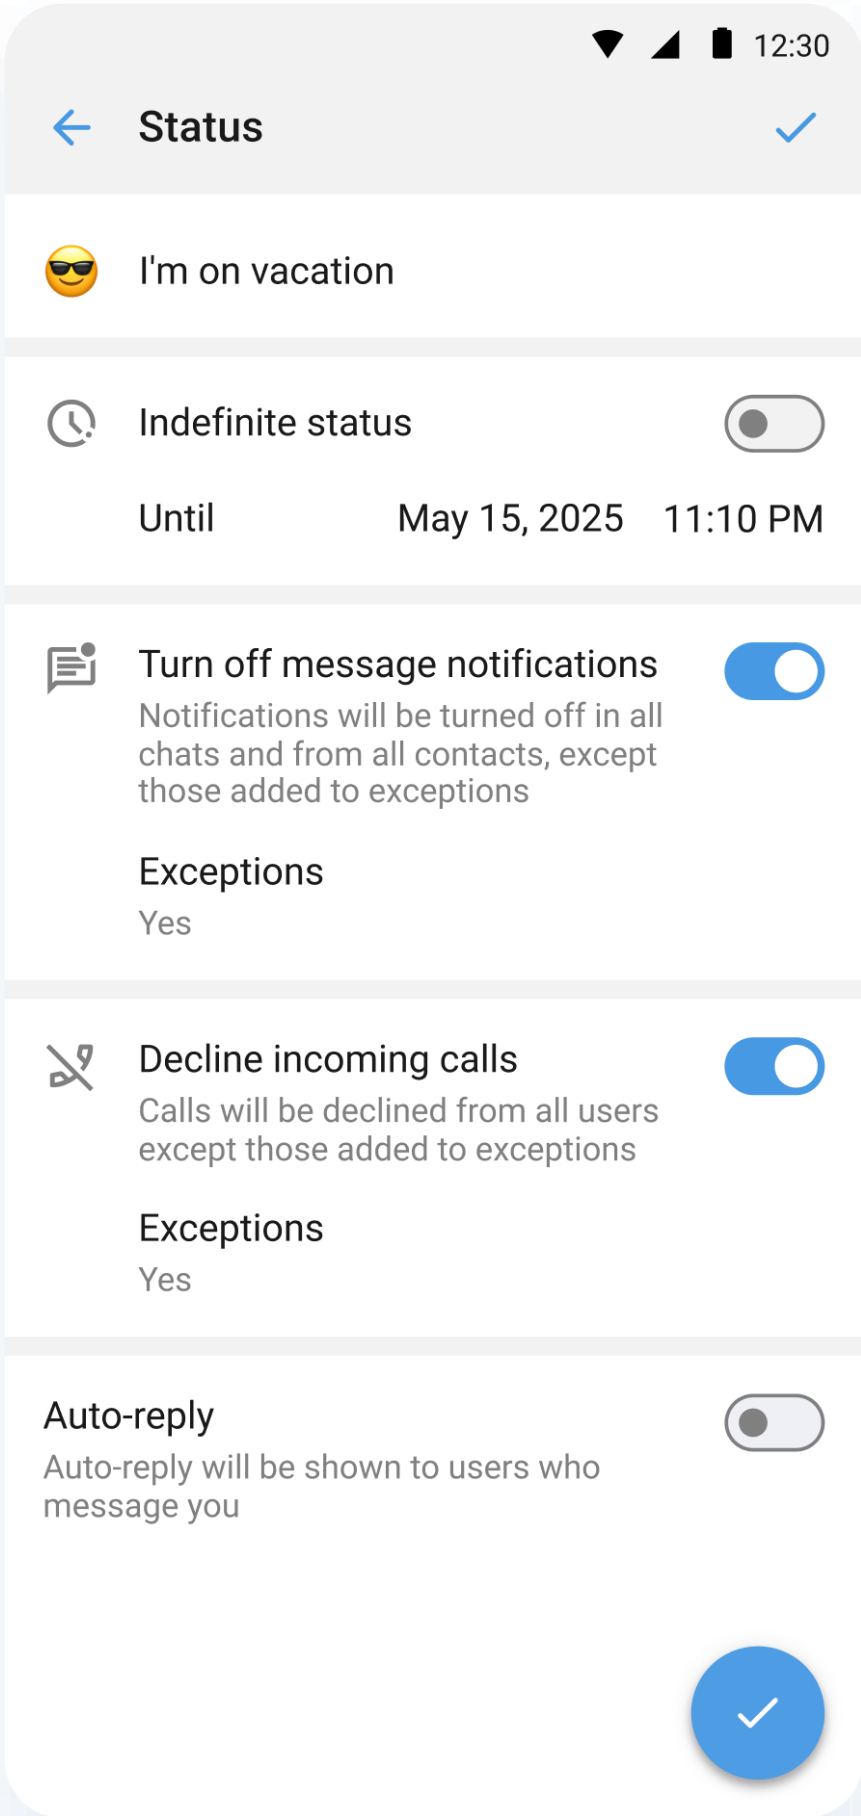 12:30
Status
I'm on vacation
Indefinite status
Until May 15, 2025 11:10 PM
Turn off message notifications
Notifications will be turned off in all
chats and from all contacts, except
those added to exceptions
Exceptions
Yes
Decline incoming calls
Calls will be declined from all users
except those added to exceptions
Exceptions
Yes
Auto-reply
Auto-reply will be shown to users who
message you